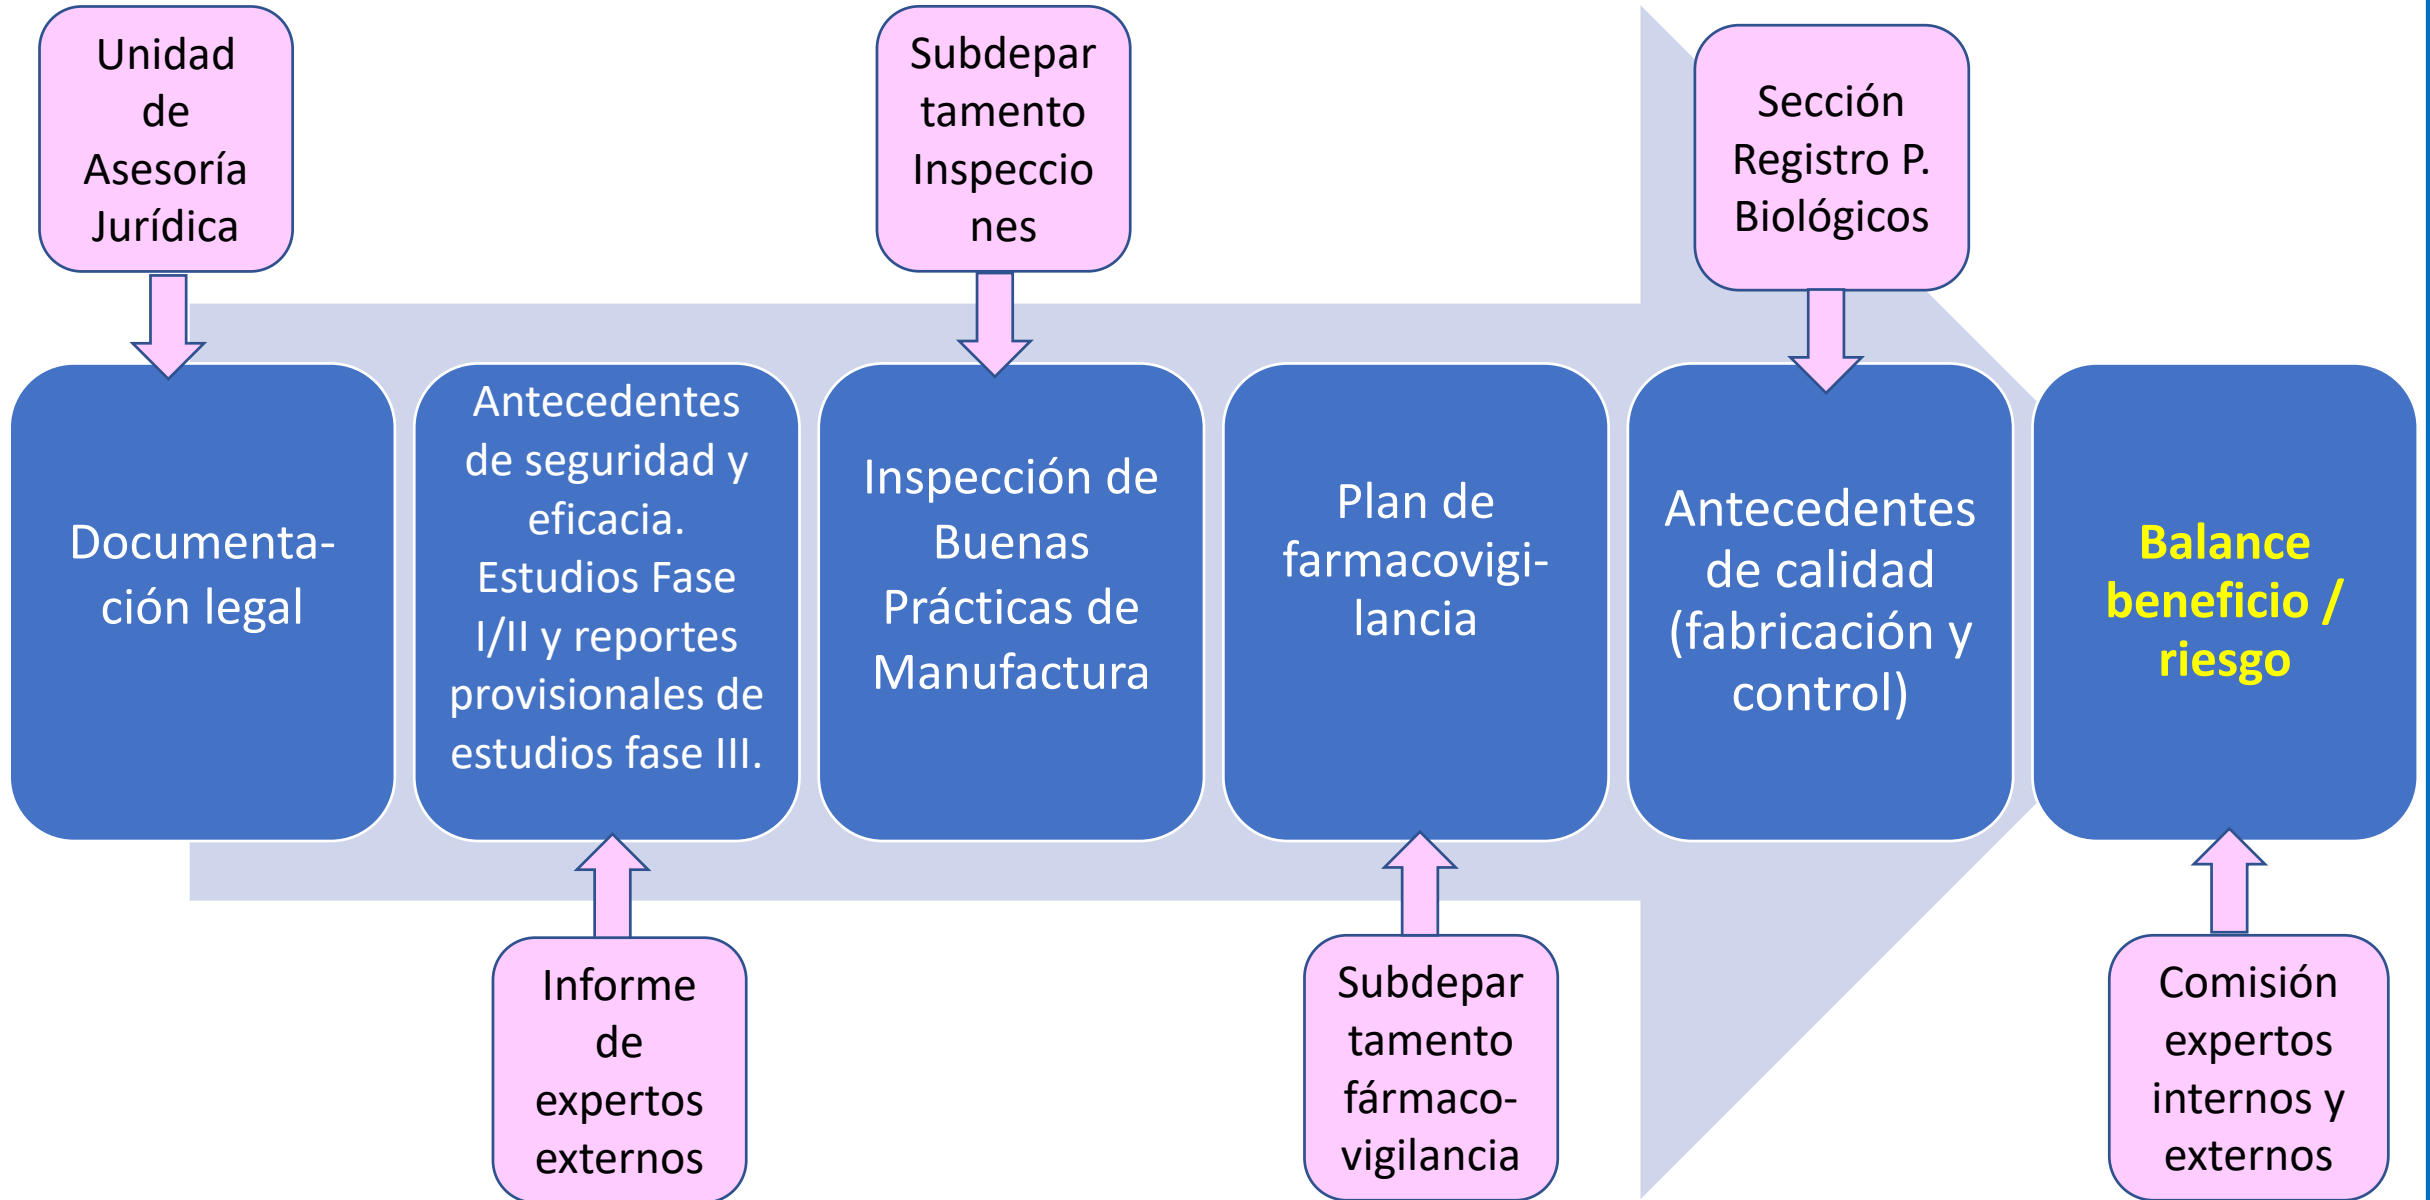 Unidad
de
Asesoría
Jurídica
Subdepar
tamento
Inspeccio
nes
Sección
Registro P.
Biológicos
Documenta-
ción legal
Antecedentes
de seguridad y
eficacia.
Estudios Fase
I/II y reportes
provisionales de
estudios fase III.
Inspección de
Buenas
Prácticas de
Manufactura
Plan de
farmacovigi-
lancia
Antecedentes
de calidad
(fabricación y
control)
Balance
beneficio /
riesgo
Informe
de
expertos
externos
Subdepar
tamento
fármaco-
vigilancia
Comisión
expertos
internos y
externos